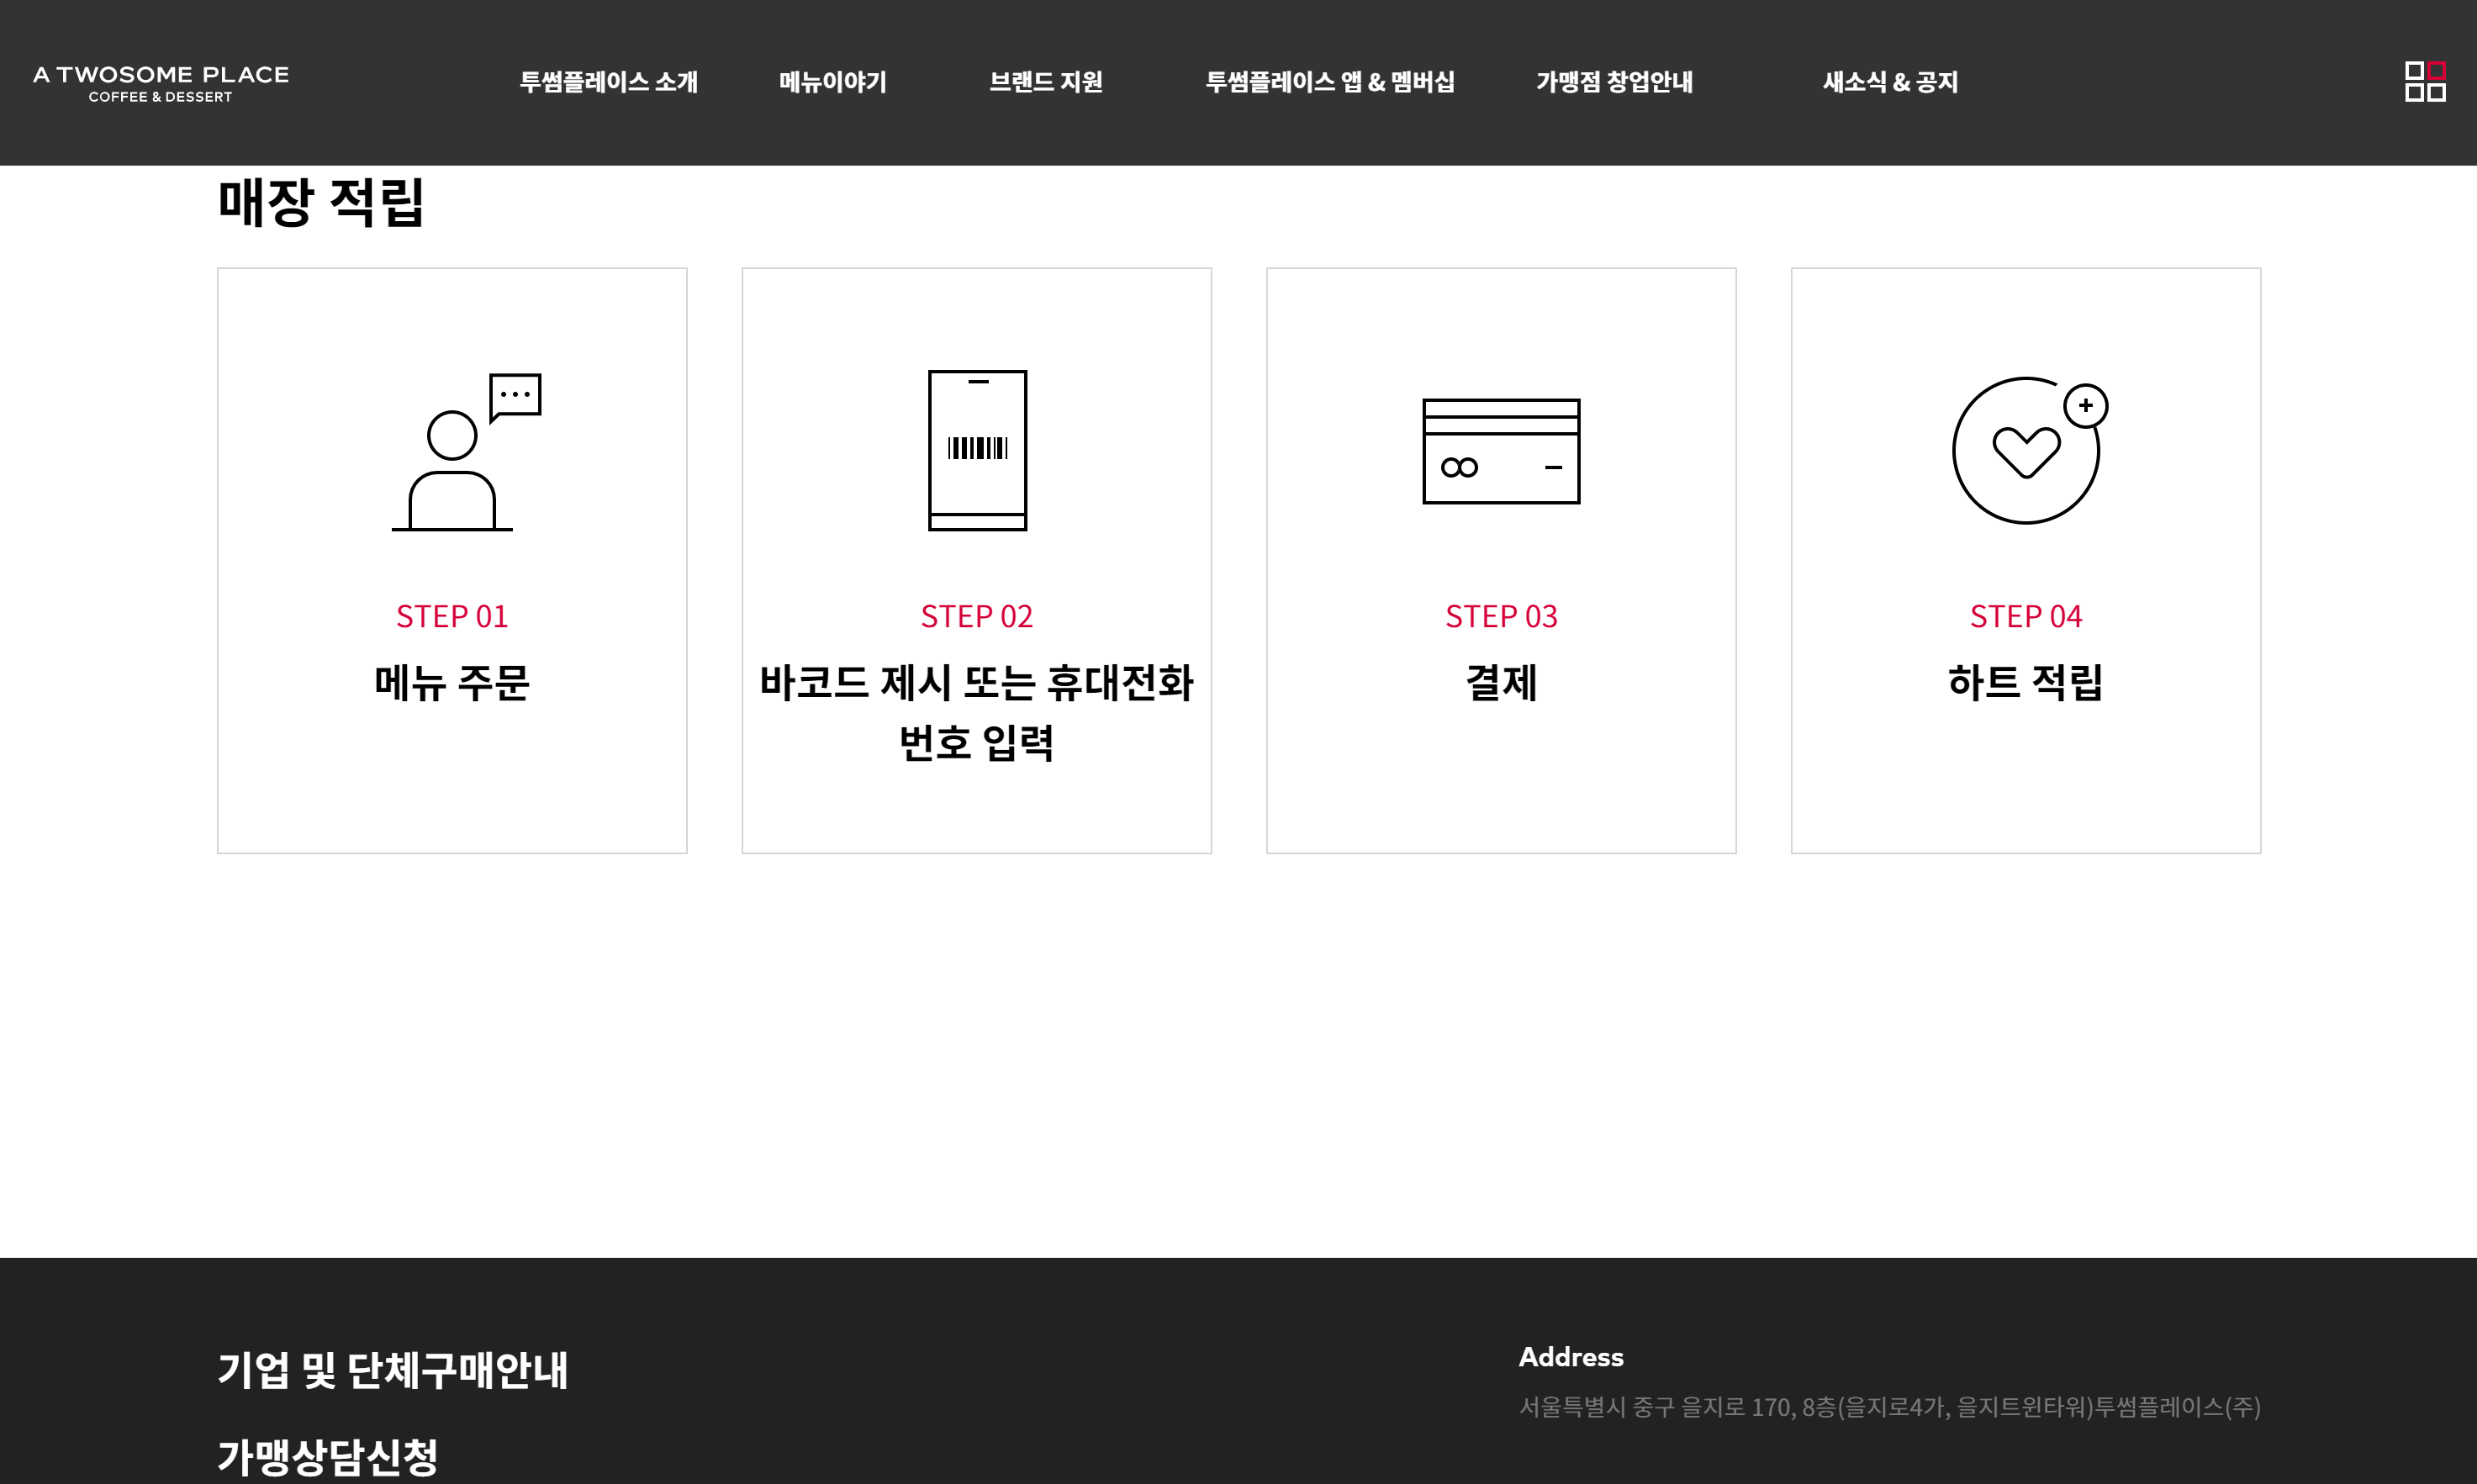 A TWOSOME PLACE
COFFEE & DESSERT
투썸플레이스 소개
메뉴이야기
브랜드 지원
투썸플레이스 앱 & 멤버십
가맹점 창업안내
새소식 & 공지
매장 적립
STEP 01
메뉴 주문
STEP 02
바코드 제시 또는 휴대전화
번호 입력
STEP 03
결제
STEP 04
하트 적립
기업 및 단체구매안내
가맹상담신청
Address
서울특별시 중구 을지로 170, 8층(을지로4가, 을지트윈타워)투썸플레이스(주)